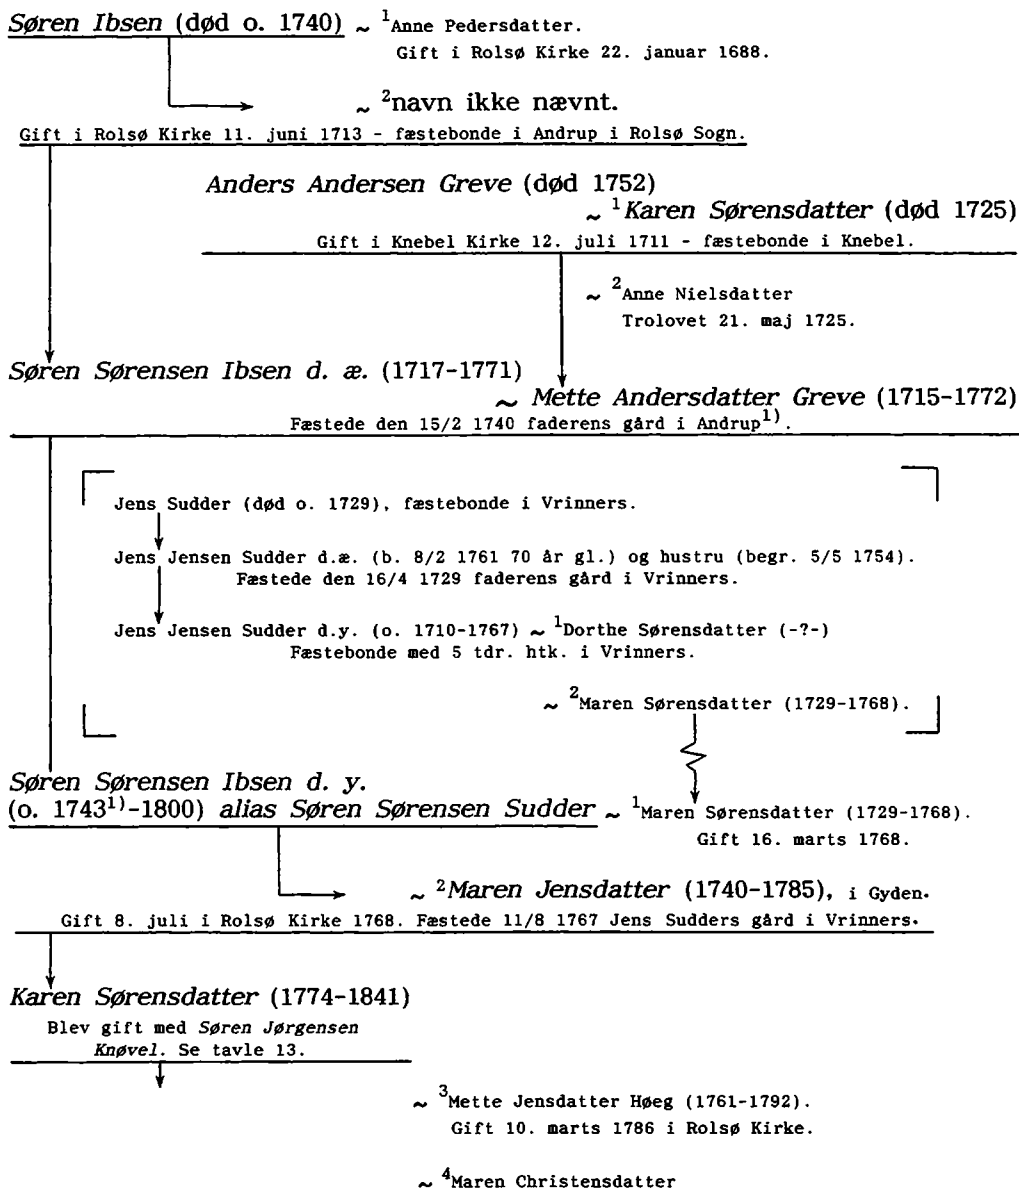 Søren Ibsen (død o. 1740) ~ ¹Anne Pedersdatter.
Gift i Rolsø Kirke 22. januar 1688.
~ ²navn ikke nævnt.
Gift i Rolsø Kirke 11. juni 1713 - fæstebonde i Andrup i Rolsø Sogn.
Anders Andersen Greve (død 1752)
~ ¹Karen Sørensdatter (død 1725)
Gift i Knebel Kirke 12. juli 1711 - fæstebonde i Knebel.
~ ²Anne Nielsdatter
Trolovet 21. maj 1725.
Søren Sørensen Ibsen d. æ. (1717-1771)
~ Mette Andersdatter Greve (1715-1772)
Fæstede den 15/2 1740 faderens gård i Andrup¹⁾.
Jens Sudder (død o. 1729), fæstebonde i Vrinners.
Jens Jensen Sudder d.æ. (b. 8/2 1761 70 år gl.) og hustru (begr. 5/5 1754).
Fæstede den 16/4 1729 faderens gård i Vrinners.
Jens Jensen Sudder d.y. (o. 1710-1767) ~ ¹Dorthe Sørensdatter (-?-)
Fæstebonde med 5 tdr. htk. i Vrinners.
~ ²Maren Sørensdatter (1729-1768).
Søren Sørensen Ibsen d. y.
(o. 1743¹⁾-1800) alias Søren Sørensen Sudder ~ ¹Maren Sørensdatter (1729-1768).
Gift 16. marts 1768.
~ ²Maren Jensdatter (1740-1785), i Gyden.
Gift 8. juli i Rolsø Kirke 1768. Fæstede 11/8 1767 Jens Sudders gård i Vrinners.
Karen Sørensdatter (1774-1841)
Blev gift med Søren Jørgensen
Knøvel. Se tavle 13.
~ ³Mette Jensdatter Høeg (1761-1792).
Gift 10. marts 1786 i Rolsø Kirke.
~ ⁴Maren Christensdatter